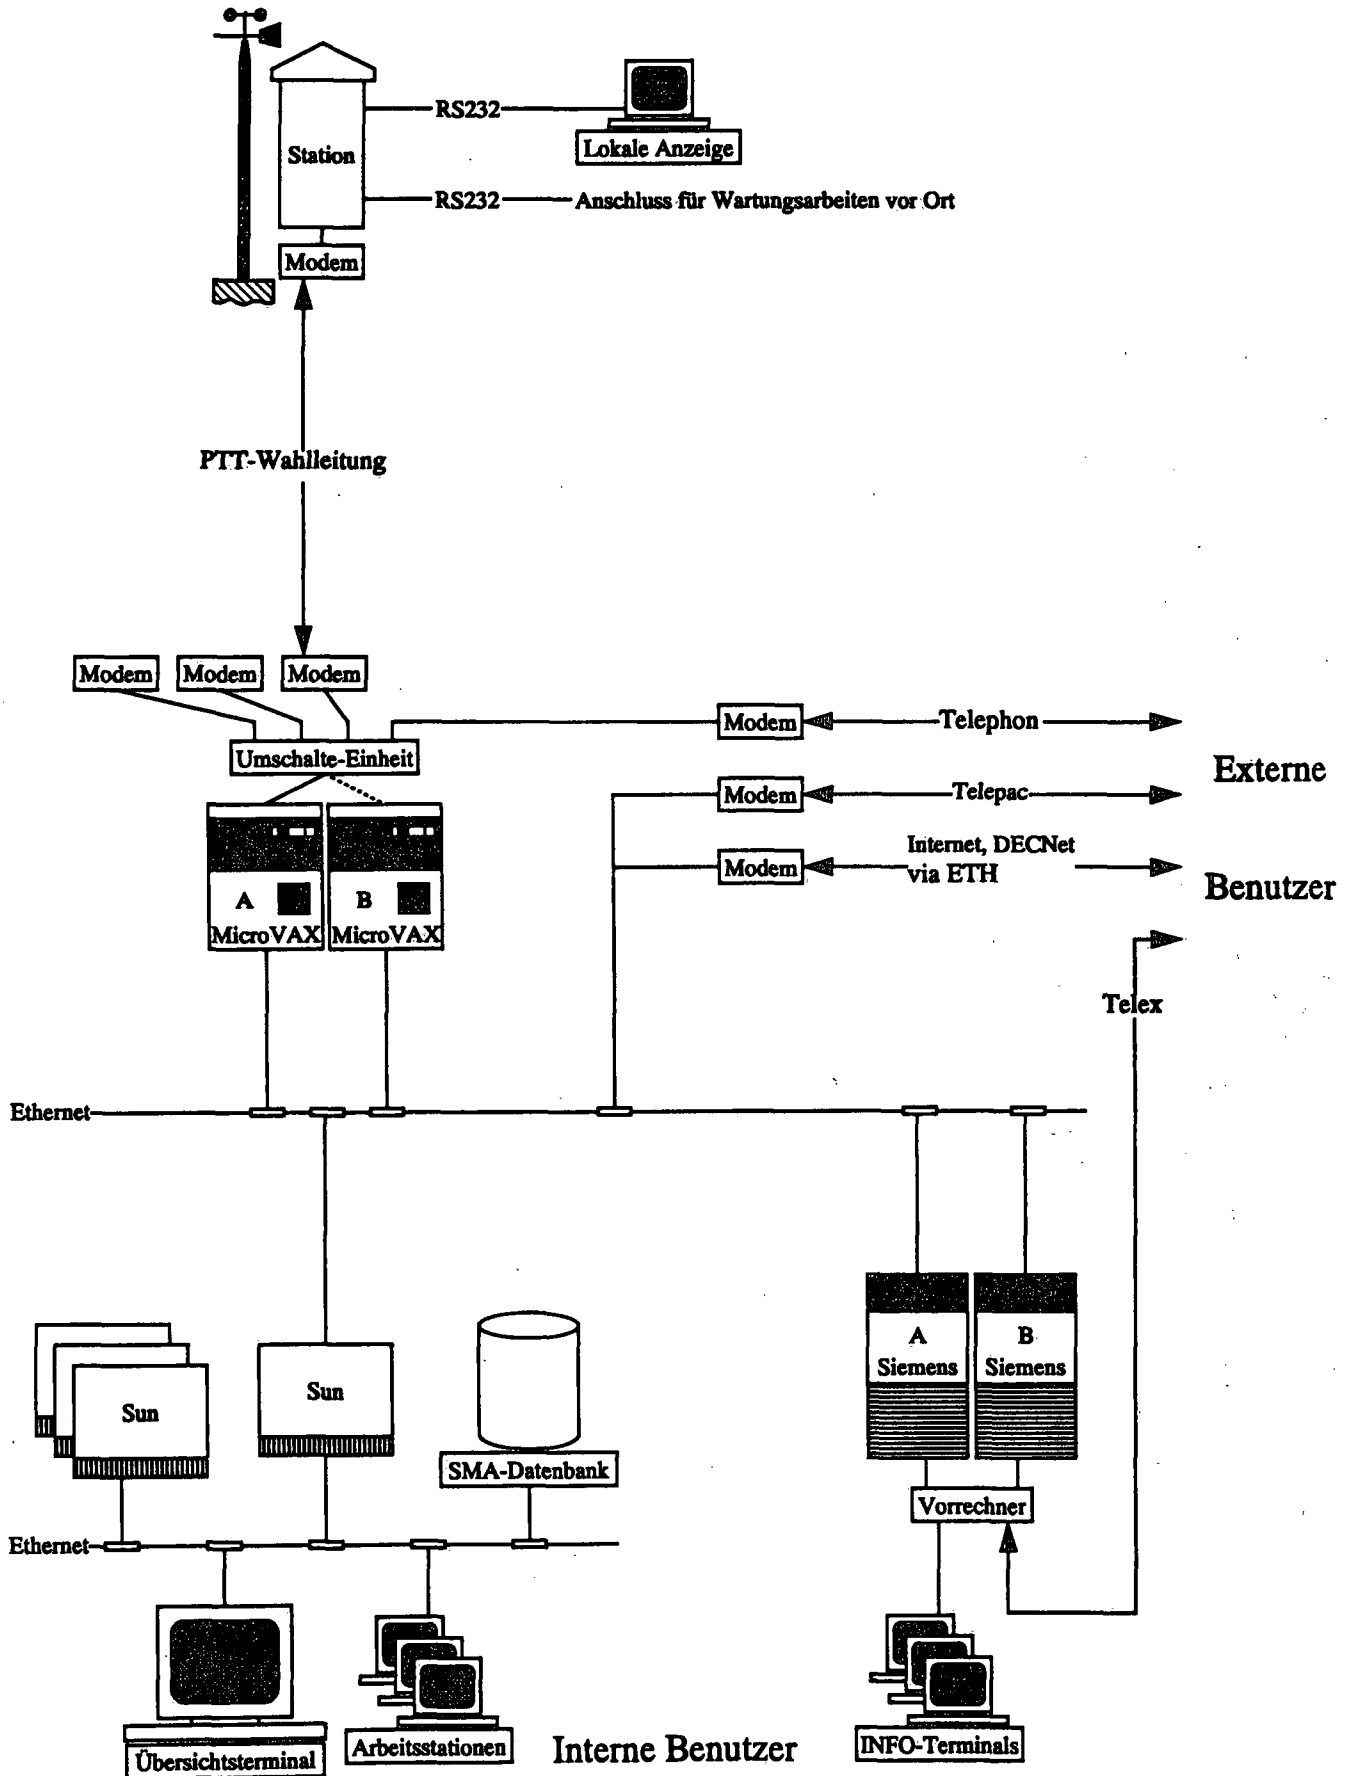 RS232
Lokale Anzeige
Station
RS232
Anschluss für Wartungsarbeiten vor Ort
Modem
PTT-Wahlleitung
Modem
Modem
Modem
Modem
Telephon
Umschalte-Einheit
Externe
Modem
Telepac
Internet, DECNet
via ETH
Modem
Benutzer
A
MicroVAX
B
MicroVAX
Telex
Ethernet
A
Siemens
B
Siemens
Sun
Sun
SMA-Datenbank
Vorrechner
Ethernet
Übersichtsterminal
Arbeitsstationen
Interne Benutzer
INFO-Terminals